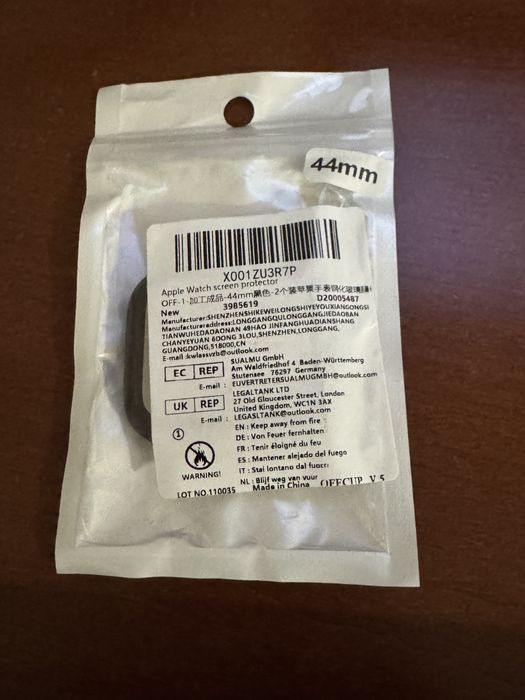 44mm
X001ZU3R7P
Apple Watch screen protector
OFF-1-加工成品-44mm黑色-2个装苹果手表钢化玻璃膜
New 3985619 D20005487
Manufacturer:SHENZHENSHIKEWEILONGSHIYEYOUXIANGONGSI
Manufactureraddress:LONGGANGQULONGGANGJIEDAOBAN
TIANWUHEDADAONAN 49HAO JINFANGHUADIANSHANG
CHANYEYUAN 6DONG 3LOU,SHENZHEN,LONGGANG,
GUANGDONG,518000,CN
E-mail :kwlassvzb@outlook.com
EC REP
SUALMU GmbH
Am Waldfriedhof 4 Baden-Württemberg
Stutensee 76297 Germany
E-mail : EUVERTRETERSUALMUGMBH@outlook.com
UK REP
LEGALTANK LTD
27 Old Gloucester Street, London
United Kingdom, WC1N 3AX
E-mail : LEGASLTANK@outlook.com
①
WARNING!
EN : Keep away from fire
DE : Von Feuer fernhalten
FR : Tenir éloigné du feu
ES : Mantener alejado del fuego
IT : Stai lontano dal fuoco
NL : Blijf weg van vuur
LOT NO.110035 Made in China OFFCUP V.5